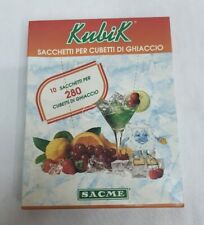 KubiK
SACCHETTI PER CUBETTI DI GHIACCIO
10 SACCHETTI PER
280
CUBETTI DI GHIACCIO
SACME